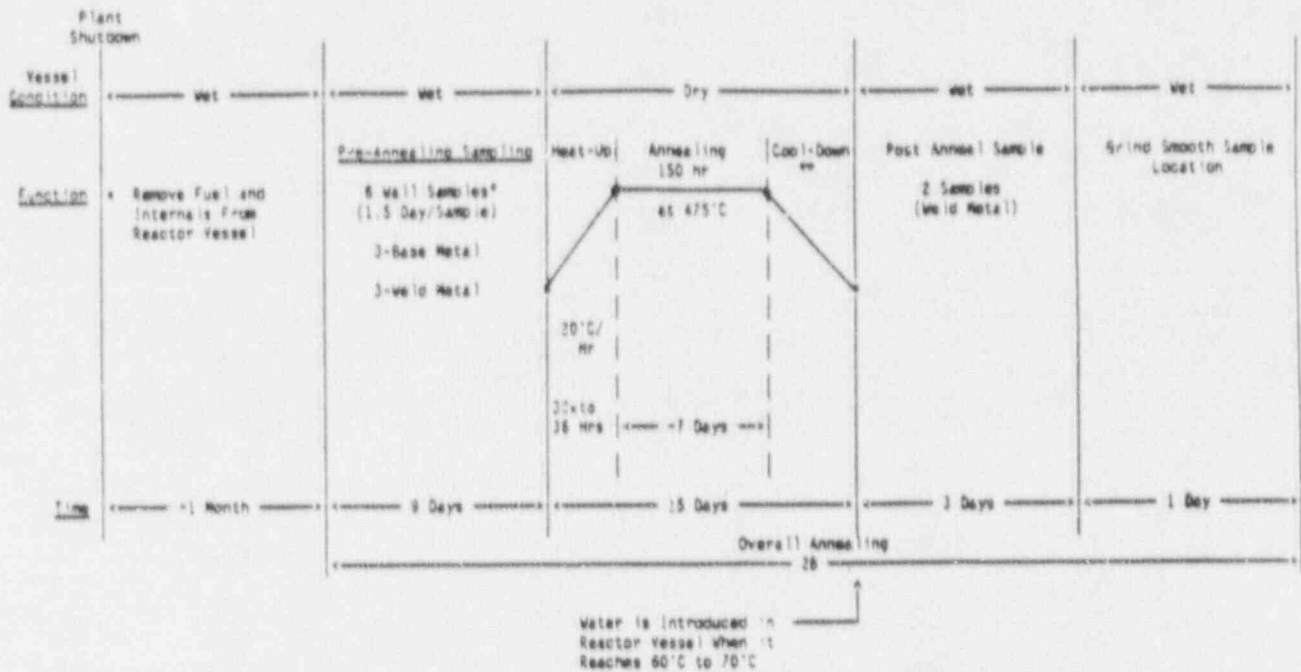 Plant
Shutdown
Vessel
Condition
Wet
Wet
Dry
Wet
Wet
Pre-Annealing Sampling
Heat-Up
Annealing
150 hr
Cool-Down
**
Post Anneal Sample
Grind Smooth Sample
Location
Function
Remove Fuel and
Internals From
Reactor Vessel
6 Wall Samples*
(1.5 Day/Sample)
at 475°C
2 Samples
(Weld Metal)
3-Base Metal
3-Weld Metal
20°C/
Hr
36 Hrs
~7 Days
Time
~1 Month
9 Days
15 Days
3 Days
1 Day
Overall Annealing
28
Water is Introduced in
Reactor Vessel When it
Reaches 60°C to 70°C